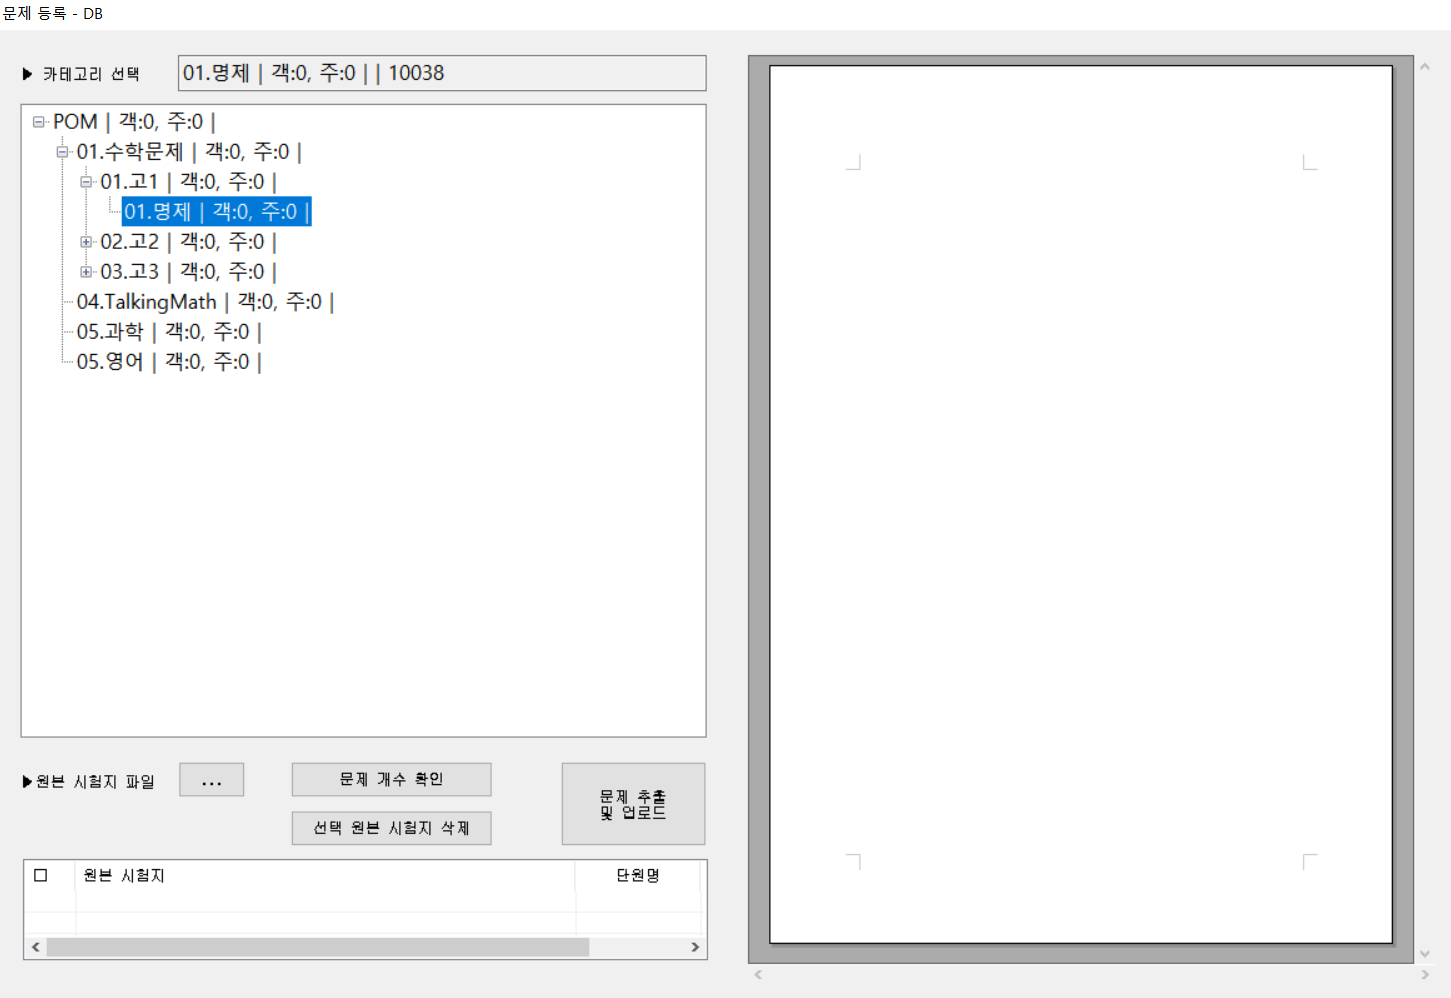 문제 등록 - DB
▶ 카테고리 선택
01.명제 | 객:0, 주:0 | | 10038
POM | 객:0, 주:0 |
01.수학문제 | 객:0, 주:0 |
01.고1 | 객:0, 주:0 |
01.명제 | 객:0, 주:0 |
02.고2 | 객:0, 주:0 |
03.고3 | 객:0, 주:0 |
04.TalkingMath | 객:0, 주:0 |
05.과학 | 객:0, 주:0 |
05.영어 | 객:0, 주:0 |
▶원본 시험지 파일
...
문제 개수 확인
선택 원본 시험지 삭제
문제 추출
및 업로드
원본 시험지
단원명